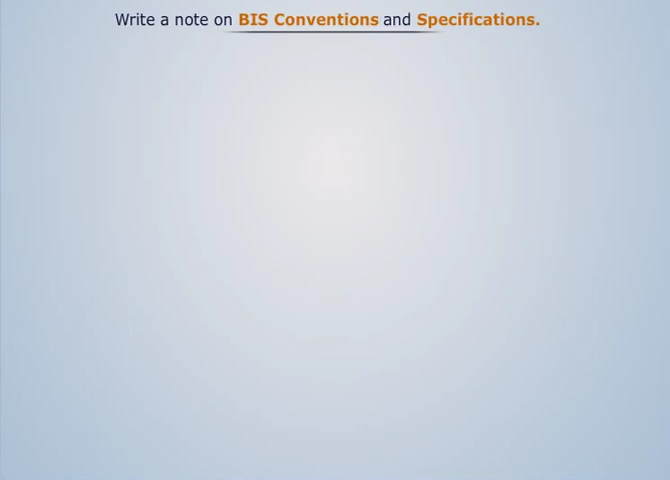 Write a note on BIS Conventions and Specifications.